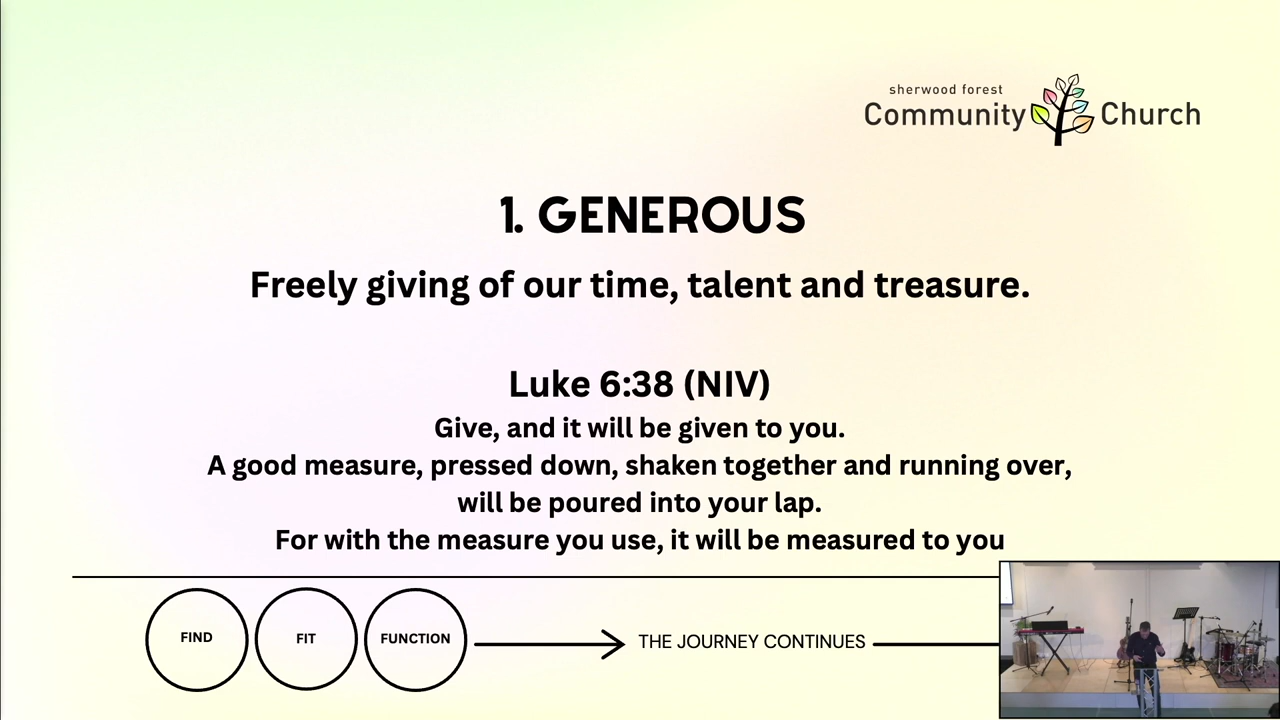 sherwood forest
Community Church
1. GENEROUS
Freely giving of our time, talent and treasure.
Luke 6:38 (NIV)
Give, and it will be given to you.
A good measure, pressed down, shaken together and running over,
will be poured into your lap.
For with the measure you use, it will be measured to you
FIND FIT FUNCTION THE JOURNEY CONTINUES